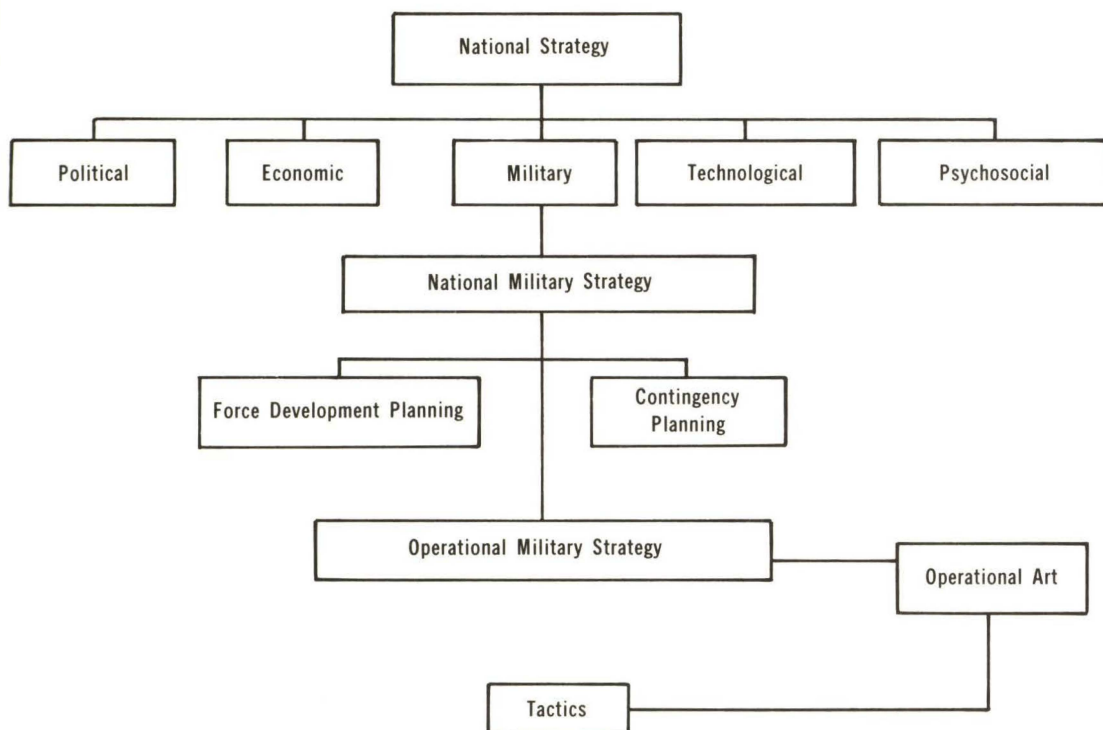 National Strategy
Political
Economic
Military
Technological
Psychosocial
National Military Strategy
Force Development Planning
Contingency
Planning
Operational Military Strategy
Operational Art
Tactics